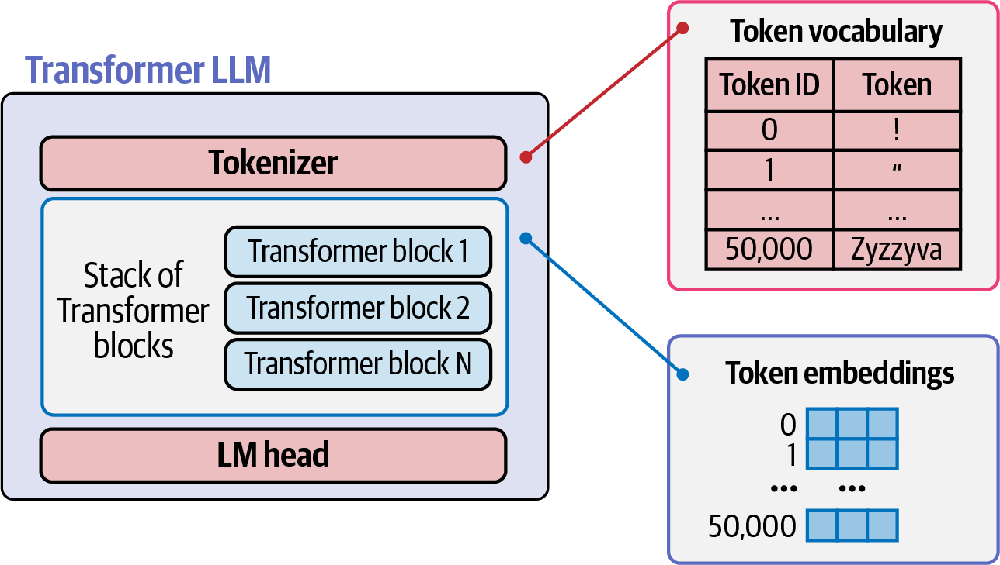 Transformer LLM
Tokenizer
Stack of
Transformer
blocks
Transformer block 1
Transformer block 2
Transformer block N
LM head
Token vocabulary
Token ID Token
0 !
1 “
... ...
50,000 Zyzzyva
Token embeddings
0
1
... ...
50,000